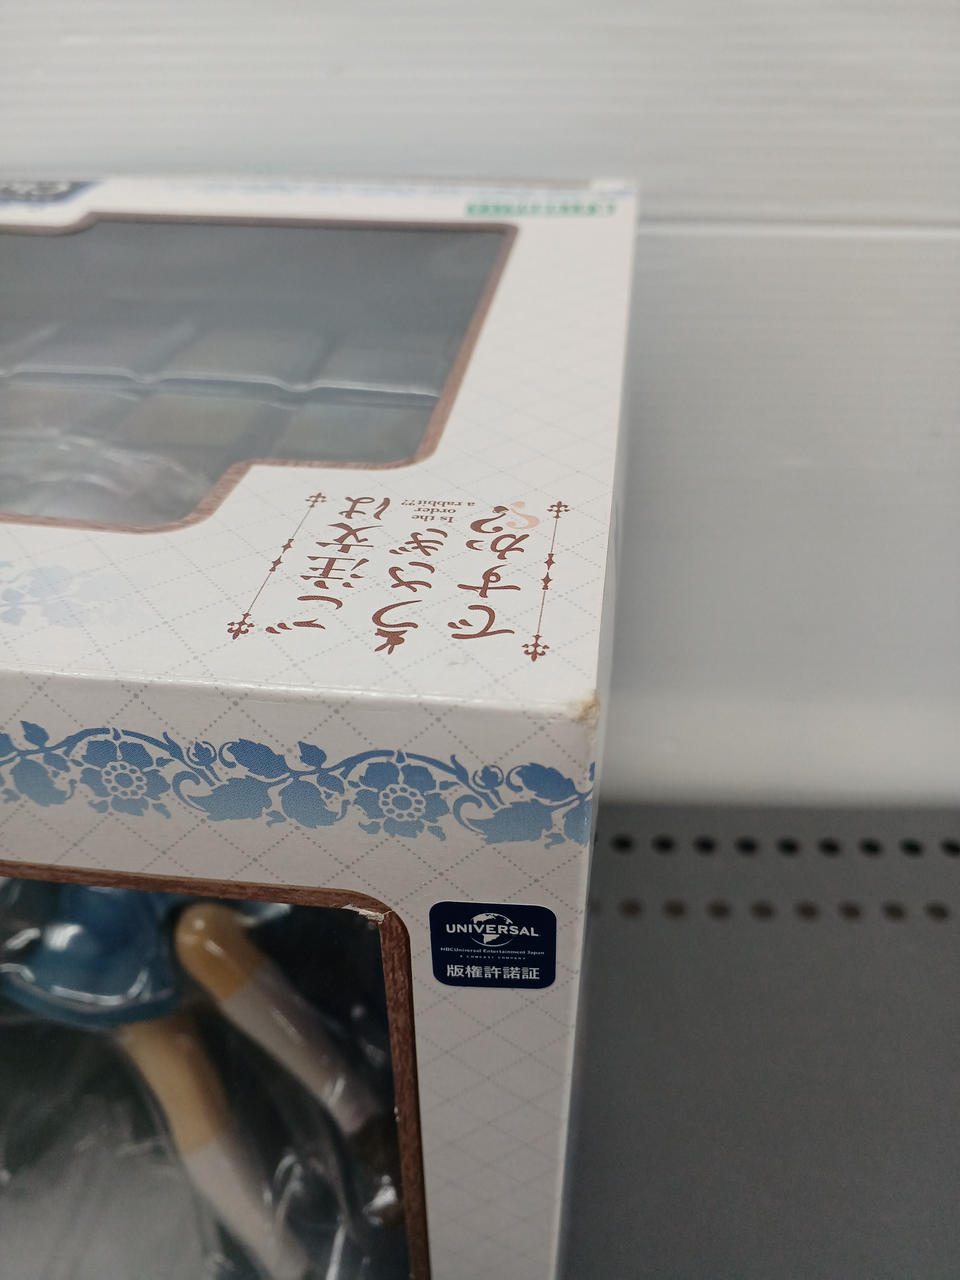 ご注文は
うさぎ
ですか??
Is the
order
a rabbit??
UNIVERSAL
NBCUniversal Entertainment Japan
A COMCAST COMPANY
版権許諾証